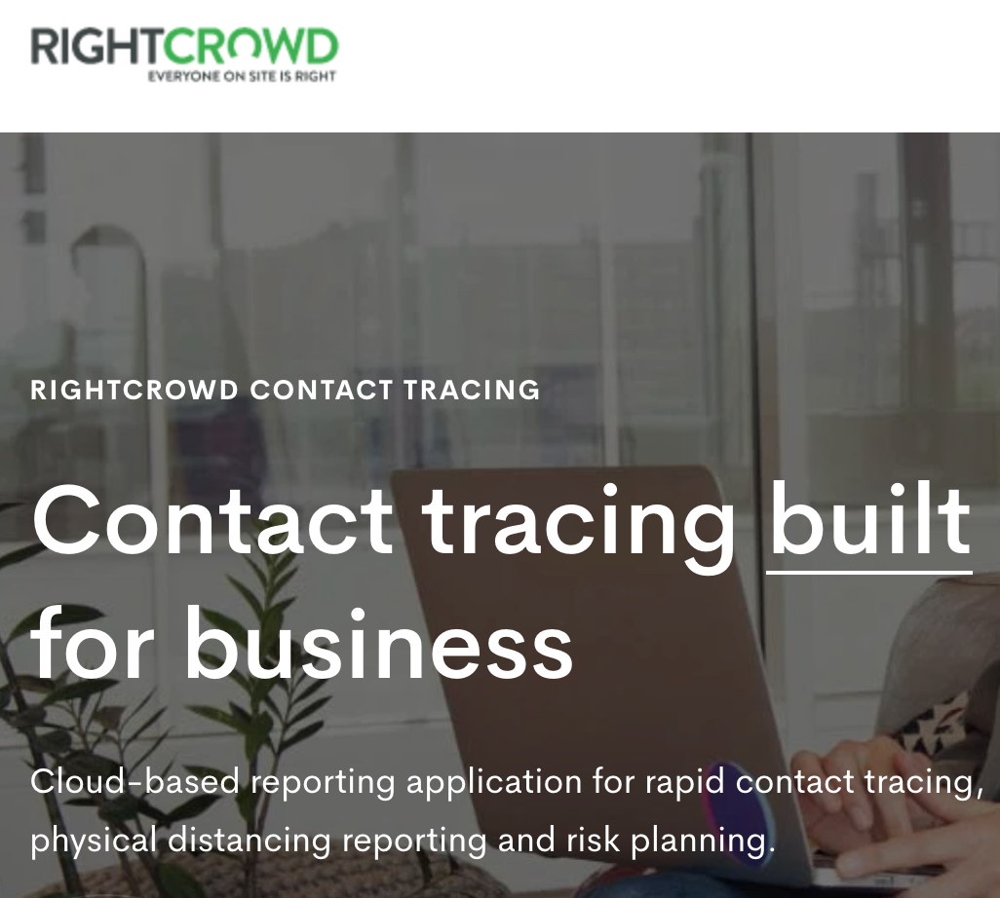 RIGHTCROWD
EVERYONE ON SITE IS RIGHT
RIGHTCROWD CONTACT TRACING
Contact tracing built
for business
Cloud-based reporting application for rapid contact tracing,
physical distancing reporting and risk planning.